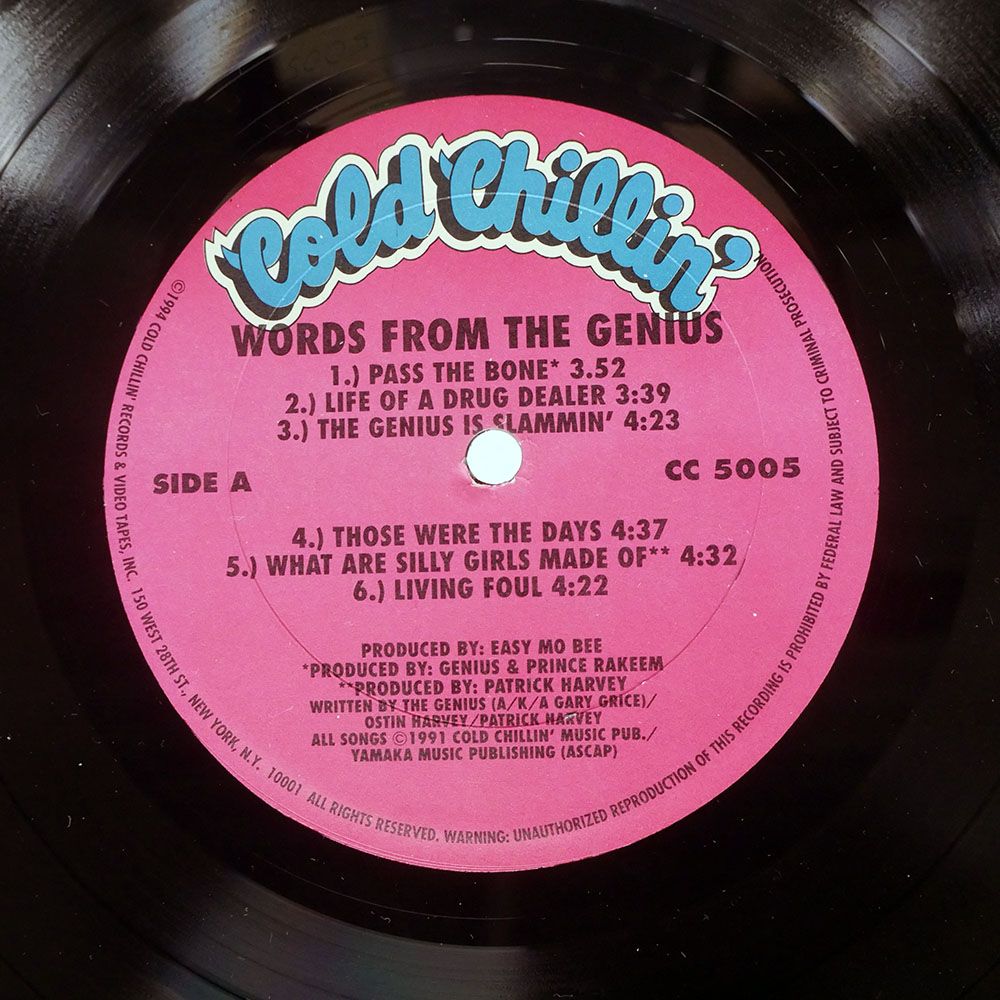 Cold Chillin'
WORDS FROM THE GENIUS
1.) PASS THE BONE* 3.52
2.) LIFE OF A DRUG DEALER 3:39
3.) THE GENIUS IS SLAMMIN' 4:23
SIDE A
CC 5005
4.) THOSE WERE THE DAYS 4:37
5.) WHAT ARE SILLY GIRLS MADE OF** 4:32
6.) LIVING FOUL 4:22
PRODUCED BY: EASY MO BEE
*PRODUCED BY: GENIUS & PRINCE RAKEEM
**PRODUCED BY: PATRICK HARVEY
WRITTEN BY THE GENIUS (A/K/A GARY GRICE)/
OSTIN HARVEY/PATRICK HARVEY
ALL SONGS ©1991 COLD CHILLIN' MUSIC PUB./
YAMAKA MUSIC PUBLISHING (ASCAP)
©199A COLD CHILLIN' RECORDS & VIDEO TAPES, INC. 150 WEST 28TH ST., NEW YORK, N.Y. 10001 ALL RIGHTS RESERVED. WARNING: UNAUTHORIZED REPRODUCTION OF THIS RECORDING IS PROHIBITED BY FEDERAL LAW AND SUBJECT TO CRIMINAL PROSECUTION